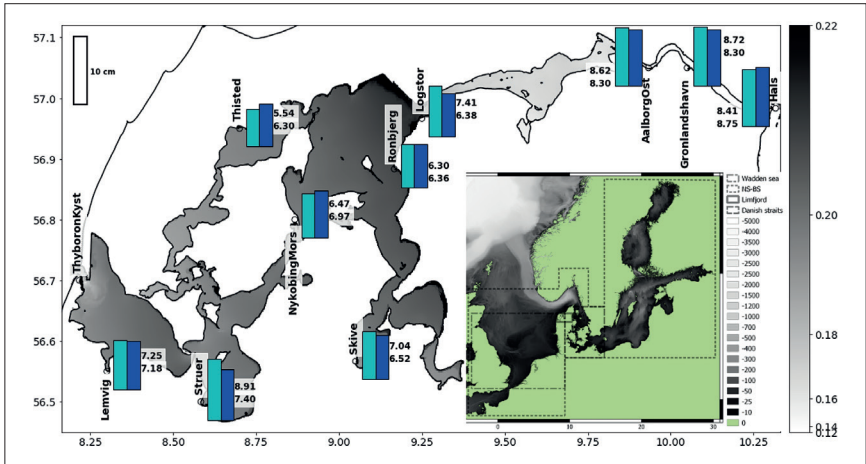 57.1
57.0
56.9
56.8
56.7
56.6
56.5
10 cm
ThyboronKyst
Lemvig
7.25
7.18
Struer
8.91
7.40
Thisted
5.54
6.30
NykobingMors
6.47
6.97
Skive
7.04
6.52
Ronbjerg
6.30
6.36
Logstor
7.41
6.38
8.62
8.30
AalborgOst
Gronlandshavn
8.72
8.30
8.41
8.75
Hals
Wadden sea
NS-BS
Limfjord
Danish straits
-5000
-4000
-3500
-3000
-2500
-2000
-1500
-1200
-1000
-700
-500
-400
-300
-200
-100
-50
-25
-10
0
0 10 20 30
8.25 8.50 8.75 9.00 9.25 9.50 9.75 10.00 10.25
0.22
0.20
0.18
0.16
0.14
0.12